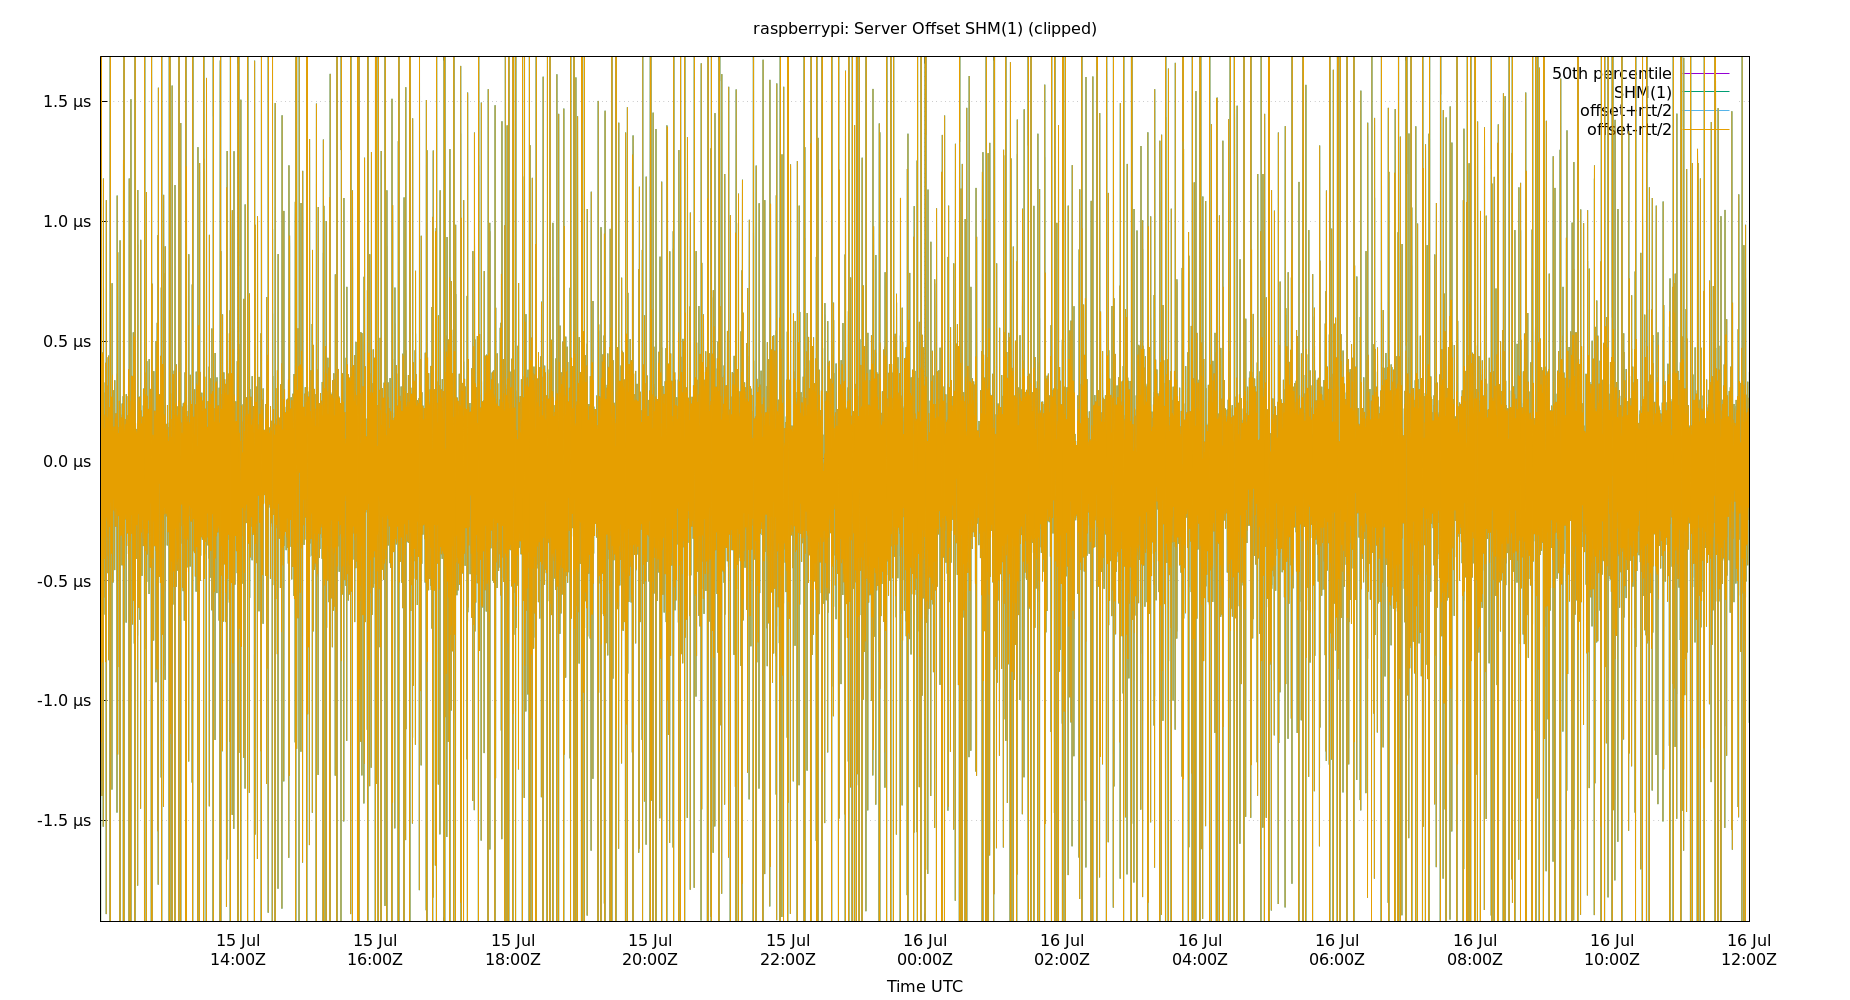 raspberrypi: Server Offset SHM(1) (clipped)
50th percentile
SHM(1)
offset+rtt/2
offset-rtt/2
1.5 µs
1.0 µs
0.5 µs
0.0 µs
-0.5 µs
-1.0 µs
-1.5 µs
15 Jul 15 Jul 15 Jul 15 Jul 15 Jul 16 Jul 16 Jul 16 Jul 16 Jul 16 Jul 16 Jul 16 Jul
14:00Z 16:00Z 18:00Z 20:00Z 22:00Z 00:00Z 02:00Z 04:00Z 06:00Z 08:00Z 10:00Z 12:00Z
Time UTC